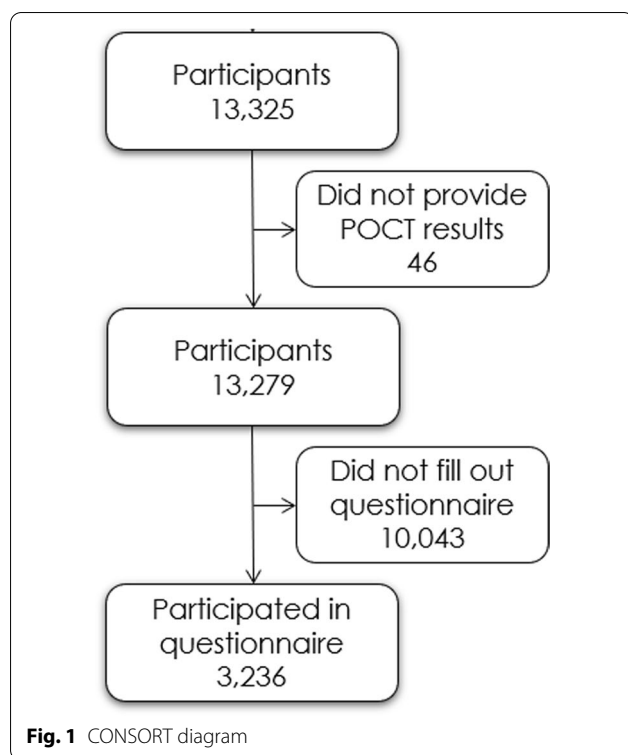 Participants
13,325
Did not provide
POCT results
46
Participants
13,279
Did not fill out
questionnaire
10,043
Participated in
questionnaire
3,236
Fig. 1 CONSORT diagram